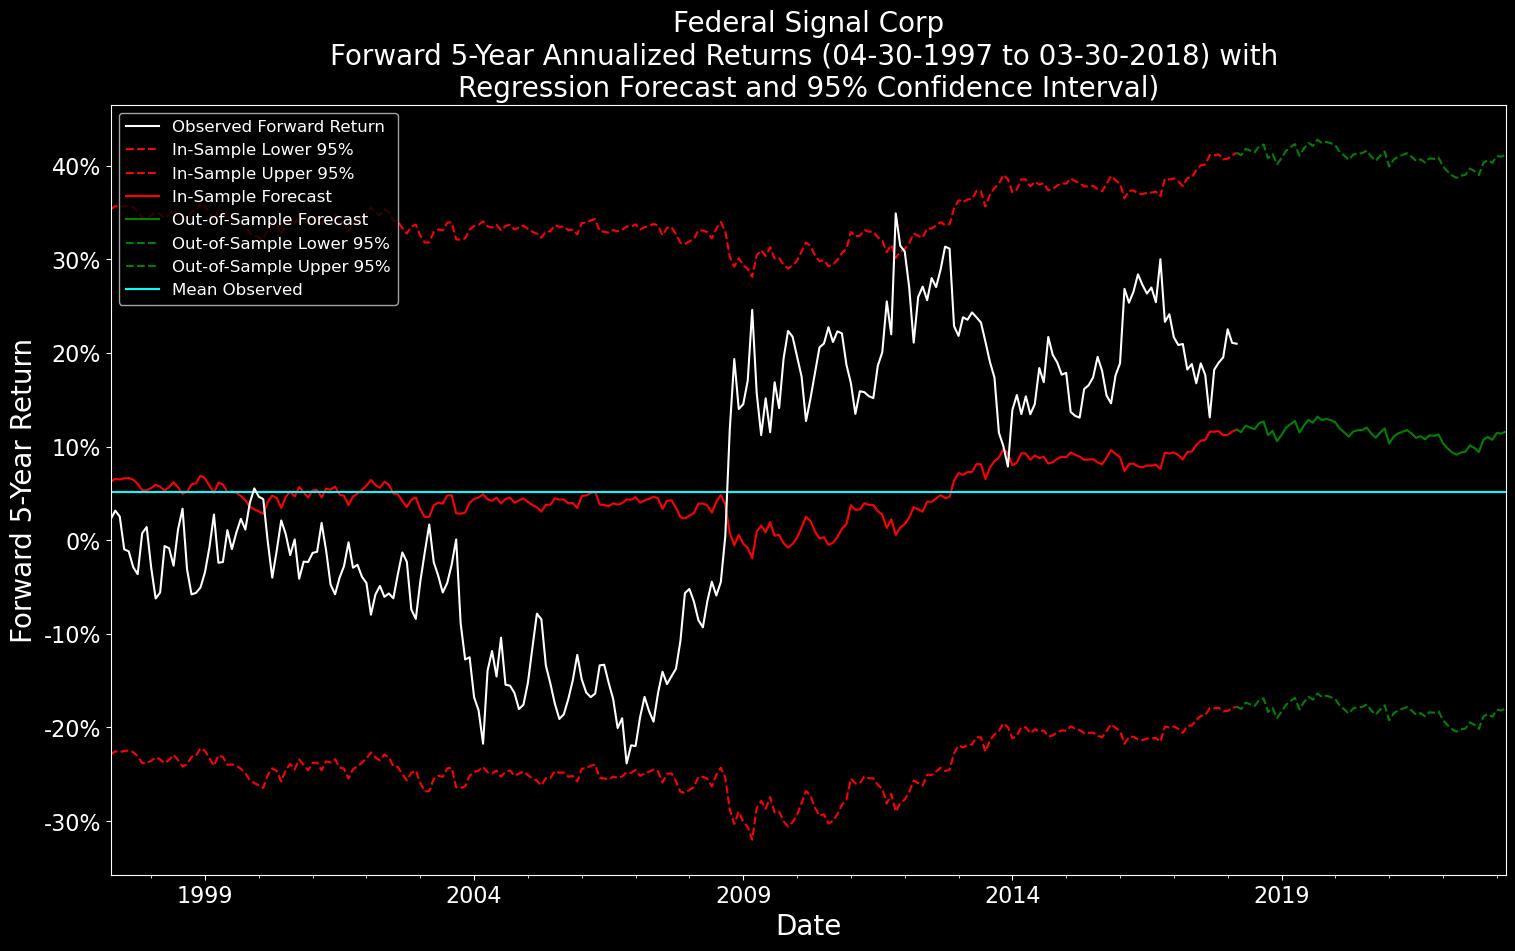 Federal Signal Corp
Forward 5-Year Annualized Returns (04-30-1997 to 03-30-2018) with
Regression Forecast and 95% Confidence Interval)
Observed Forward Return
In-Sample Lower 95%
In-Sample Upper 95%
In-Sample Forecast
Out-of-Sample Forecast
Out-of-Sample Lower 95%
Out-of-Sample Upper 95%
Mean Observed
Forward 5-Year Return
40%
30%
20%
10%
0%
-10%
-20%
-30%
1999
2004
2009
2014
2019
Date